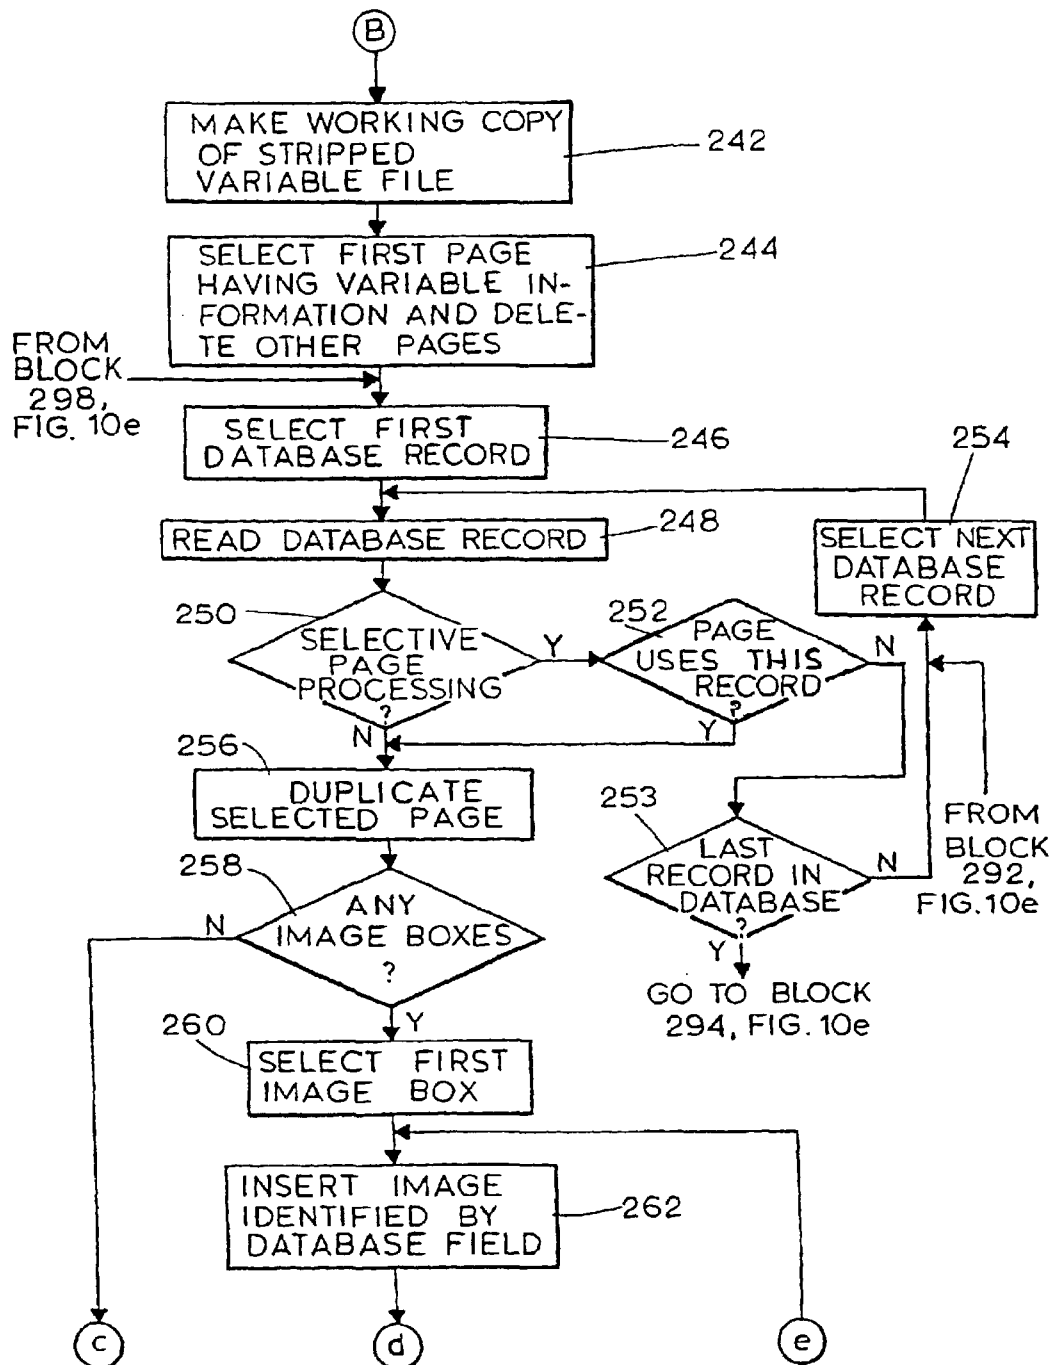 B
MAKE WORKING COPY
OF STRIPPED
VARIABLE FILE
242
SELECT FIRST PAGE
HAVING VARIABLE IN-
FORMATION AND DELE-
TE OTHER PAGES
244
FROM
BLOCK
298,
FIG. 10e
SELECT FIRST
DATABASE RECORD
246
254
READ DATABASE RECORD
248
SELECT NEXT
DATABASE
RECORD
250
SELECTIVE
PAGE
PROCESSING
?
Y
N
252
PAGE
USES THIS
RECORD
?
N
Y
256
DUPLICATE
SELECTED PAGE
253
LAST
RECORD IN
DATABASE
?
N
Y
FROM
BLOCK
292,
FIG. 10e
GO TO BLOCK
294, FIG. 10e
258
ANY
IMAGE BOXES
?
N
Y
260
SELECT FIRST
IMAGE BOX
INSERT IMAGE
IDENTIFIED BY
DATABASE FIELD
262
c
d
e